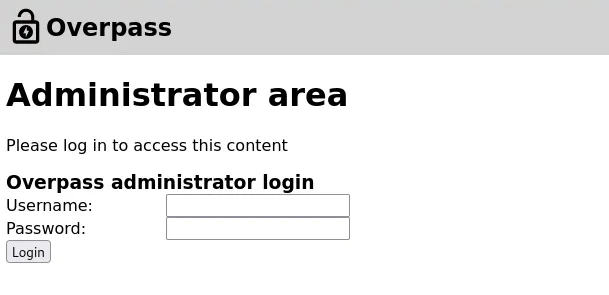 Overpass
Administrator area
Please log in to access this content
Overpass administrator login
Username:
Password:
Login